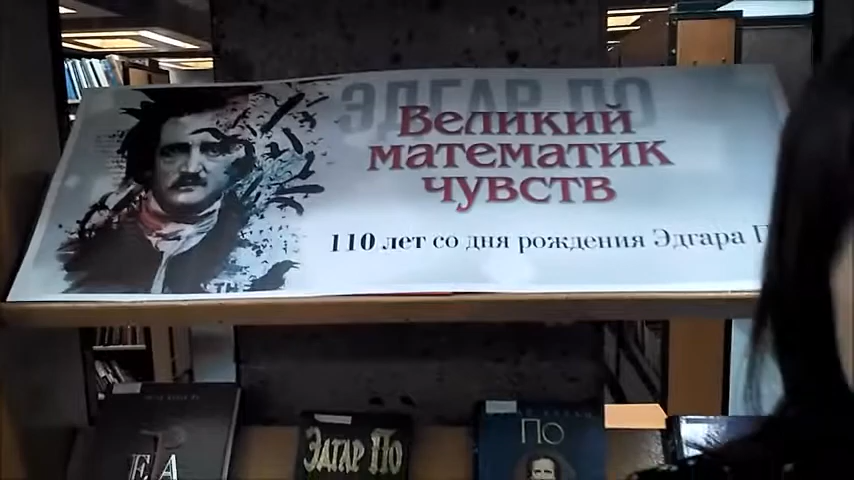 ЭДГАР ПО
Великий
математик
чувств
110 лет со дня рождения Эдгара П
Эдгар По
По